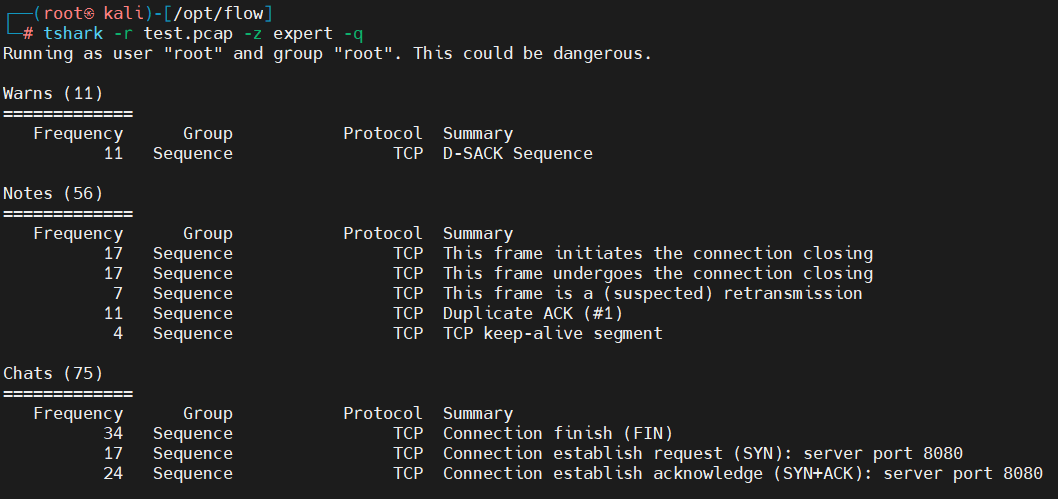 ┌──(root㉿ kali)-[/opt/flow]
└─# tshark -r test.pcap -z expert -q
Running as user "root" and group "root". This could be dangerous.
Warns (11)
=============
Frequency Group Protocol Summary
11 Sequence TCP D-SACK Sequence
Notes (56)
=============
Frequency Group Protocol Summary
17 Sequence TCP This frame initiates the connection closing
17 Sequence TCP This frame undergoes the connection closing
7 Sequence TCP This frame is a (suspected) retransmission
11 Sequence TCP Duplicate ACK (#1)
4 Sequence TCP TCP keep-alive segment
Chats (75)
=============
Frequency Group Protocol Summary
34 Sequence TCP Connection finish (FIN)
17 Sequence TCP Connection establish request (SYN): server port 8080
24 Sequence TCP Connection establish acknowledge (SYN+ACK): server port 8080